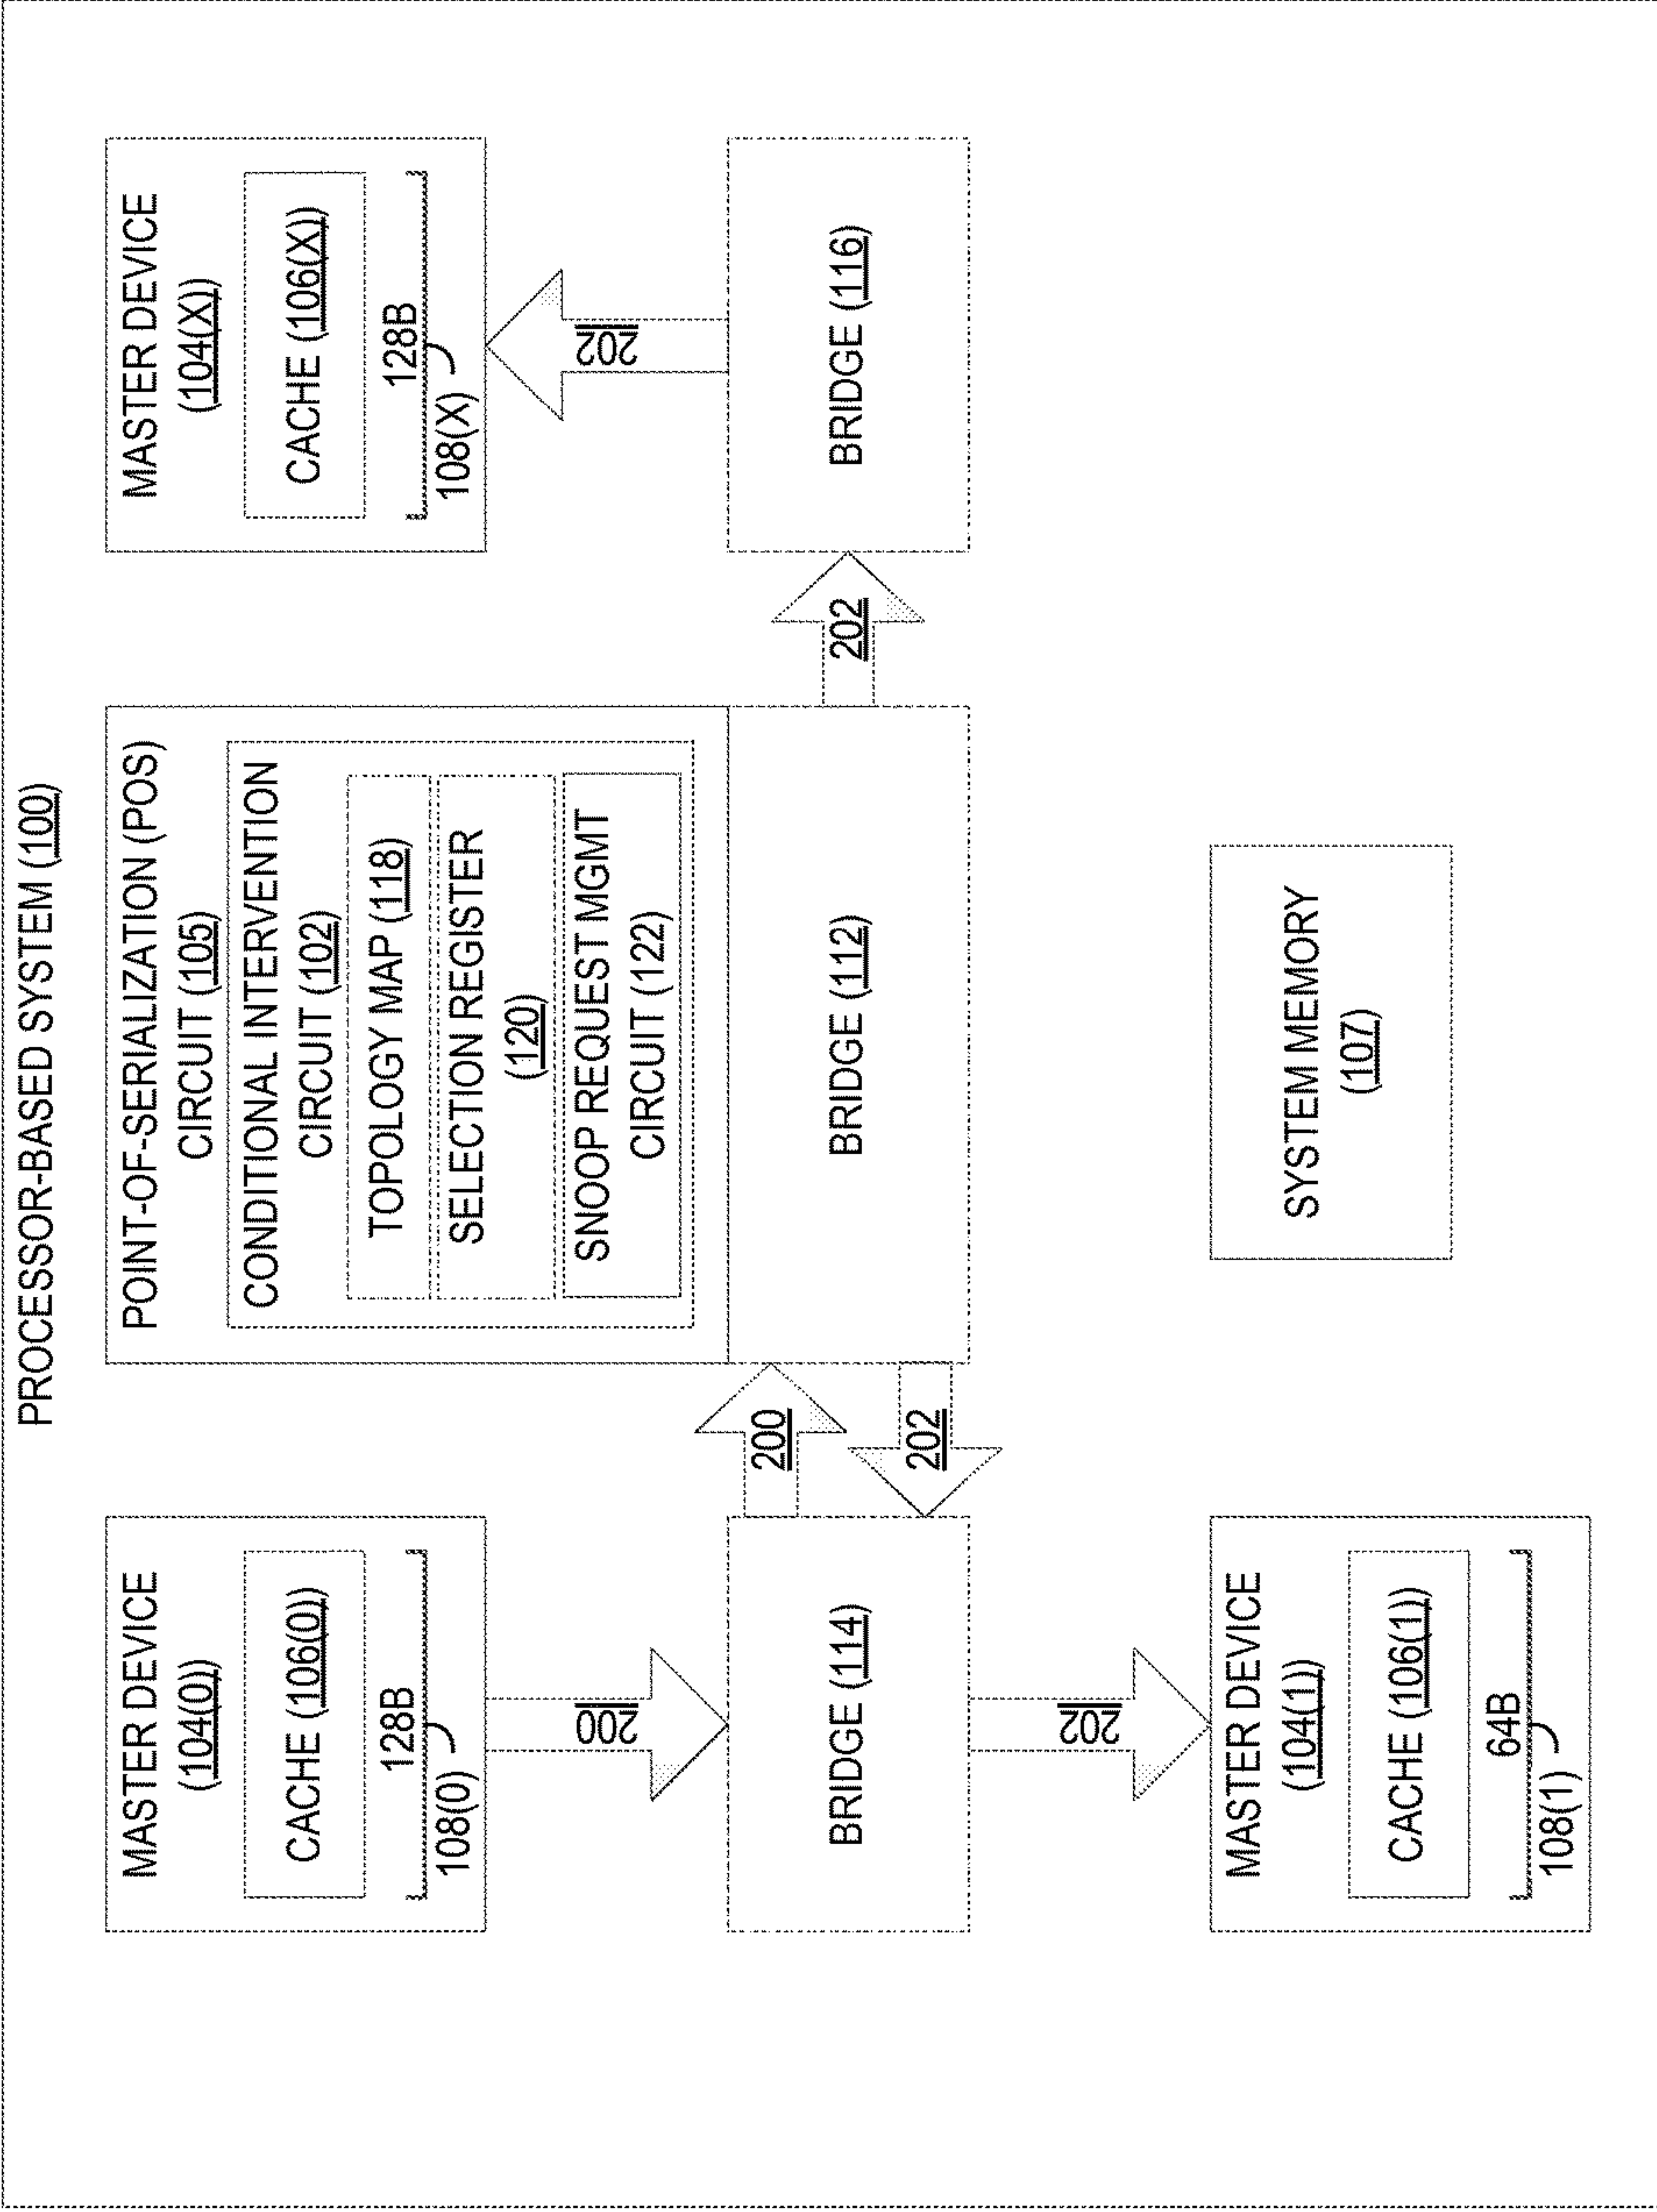 PROCESSOR-BASED SYSTEM (100)
MASTER DEVICE
(104(0))
CACHE (106(0))
128B
108(0)
POINT-OF-SERIALIZATION (POS)
CIRCUIT (105)
CONDITIONAL INTERVENTION
CIRCUIT (102)
TOPOLOGY MAP (118)
SELECTION REGISTER
(120)
SNOOP REQUEST MGMT
CIRCUIT (122)
MASTER DEVICE
(104(X))
CACHE (106(X))
128B
108(X)
200
202
BRIDGE (114)
200
202
BRIDGE (112)
202
BRIDGE (116)
202
MASTER DEVICE
(104(1))
CACHE (106(1))
64B
108(1)
SYSTEM MEMORY
(107)